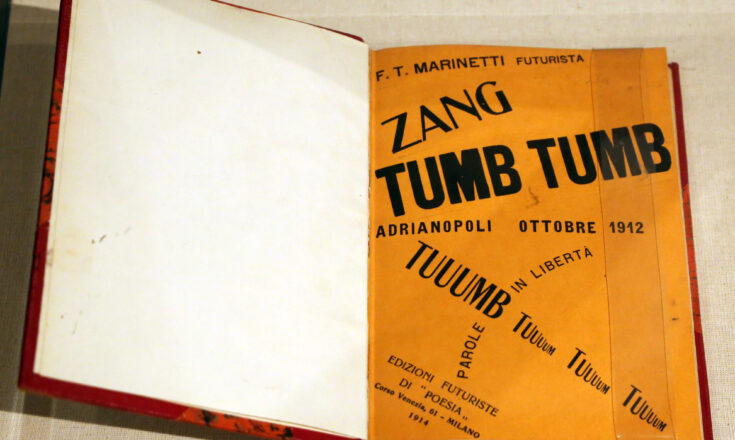 F. T. MARINETTI FUTURISTA
ZANG
TUMB TUMB
ADRIANOPOLI OTTOBRE 1912
TUUUMB
TUUUUM
TUUUUM
TUUUUM
PAROLE IN LIBERTÀ
EDIZIONI FUTURISTE
DI "POESIA"
Corso Venezia, 61 - MILANO
1914